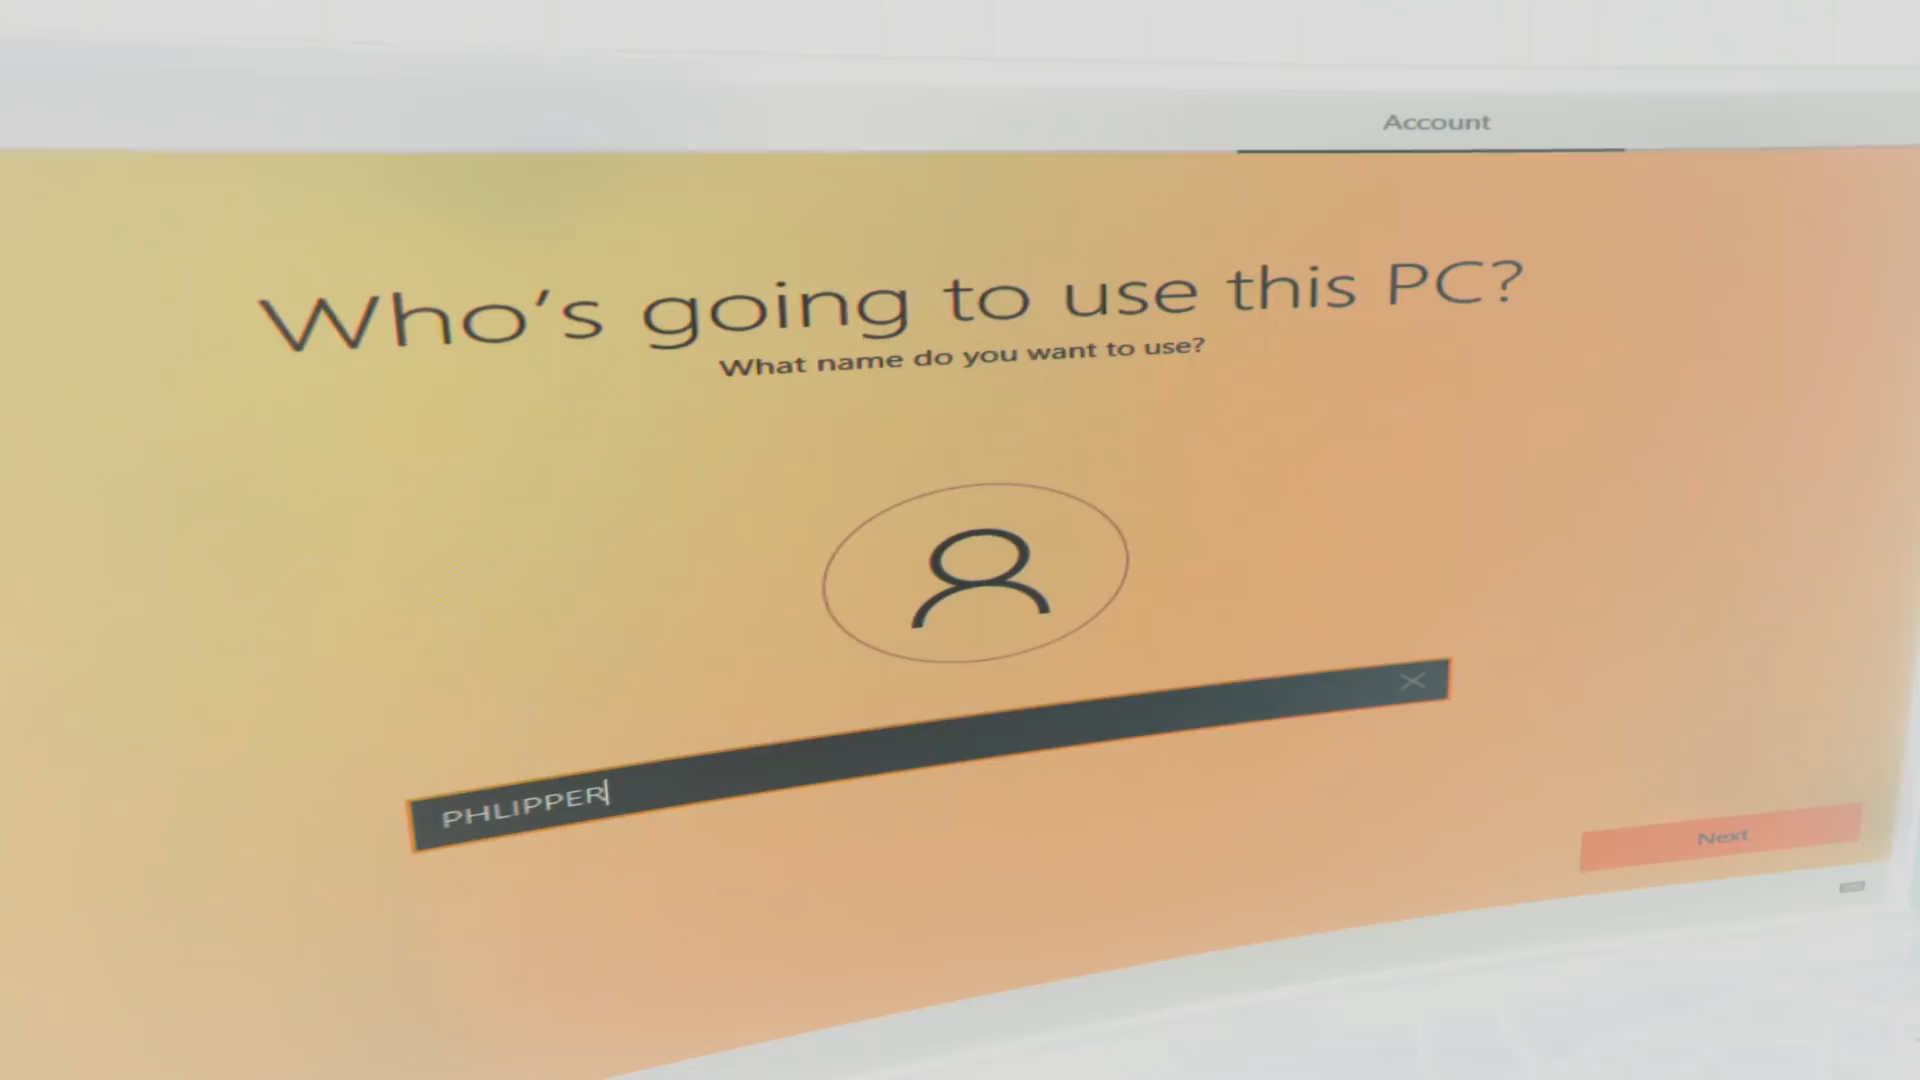 Account
Who's going to use this PC?
What name do you want to use?
PHLIPPER
Next